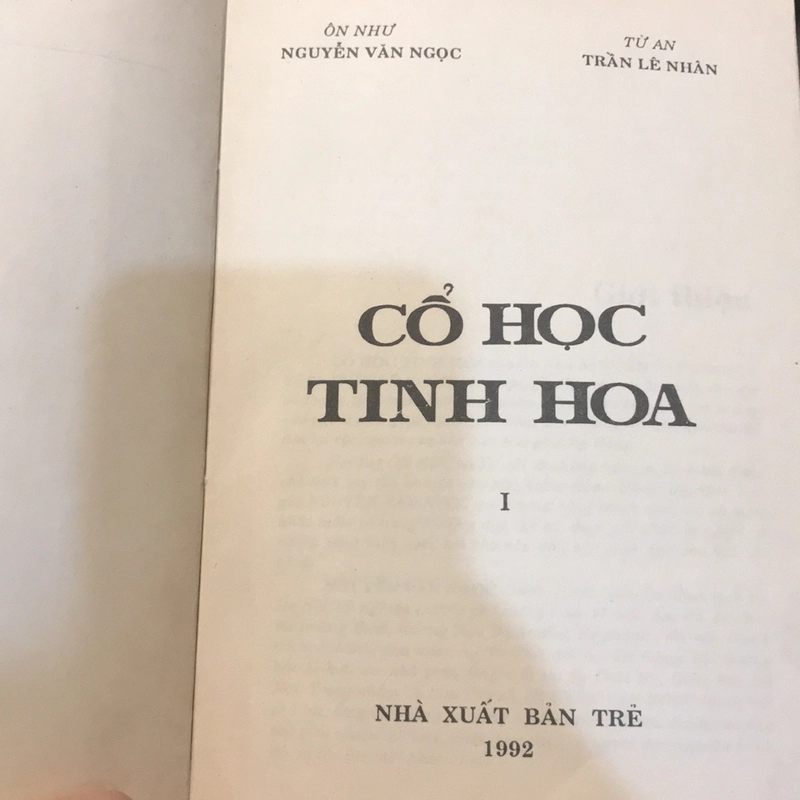 ÔN NHƯ
NGUYỄN VĂN NGỌC
TỪ AN
TRẦN LÊ NHÂN
CỔ HỌC
TINH HOA
I
NHÀ XUẤT BẢN TRẺ
1992